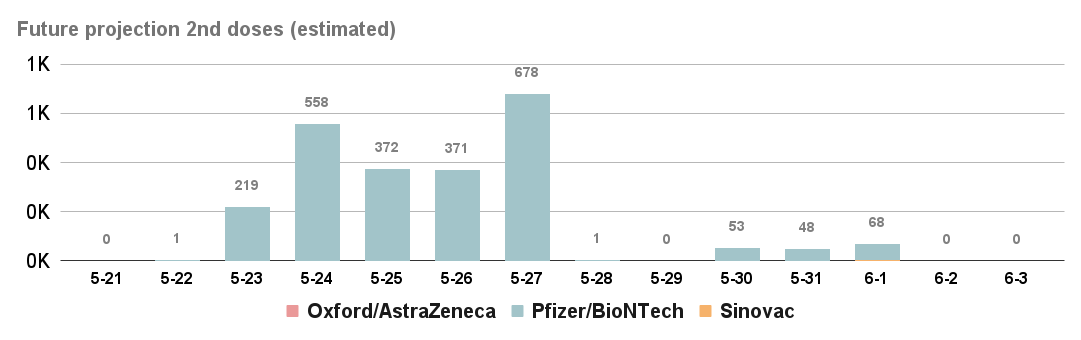 Future projection 2nd doses (estimated)
1K
1K
0K
0K
0K
0 1 219 558 372 371 678 1 0 53 48 68 0 0
5-21 5-22 5-23 5-24 5-25 5-26 5-27 5-28 5-29 5-30 5-31 6-1 6-2 6-3
Oxford/AstraZeneca Pfizer/BioNTech Sinovac